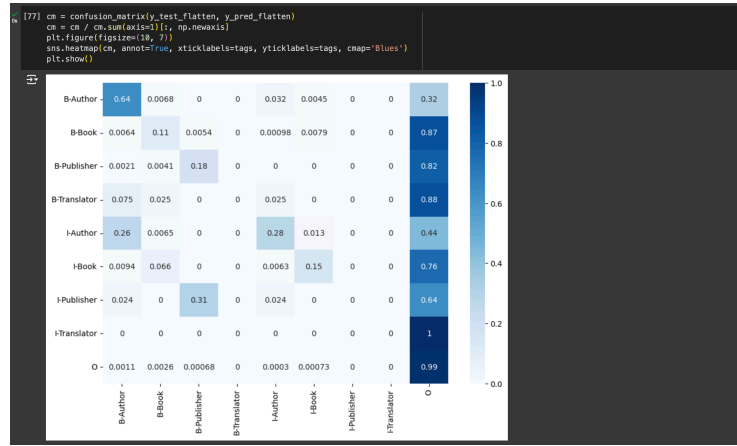 [77] cm = confusion_matrix(y_test_flatten, y_pred_flatten)
cm = cm / cm.sum(axis=1)[:, np.newaxis]
plt.figure(figsize=(10, 7))
sns.heatmap(cm, annot=True, xticklabels=tags, yticklabels=tags, cmap='Blues')
plt.show()
B-Author 0.64 0.0068 0 0 0.032 0.0045 0 0 0.32
B-Book 0.0064 0.11 0.0054 0 0.00098 0.0079 0 0 0.87
B-Publisher 0.0021 0.0041 0.18 0 0 0 0 0 0.82
B-Translator 0.075 0.025 0 0 0.025 0 0 0 0.88
I-Author 0.26 0.0065 0 0 0.28 0.013 0 0 0.44
I-Book 0.0094 0.066 0 0 0.0063 0.15 0 0 0.76
I-Publisher 0.024 0 0.31 0 0.024 0 0 0 0.64
I-Translator 0 0 0 0 0 0 0 0 1
O 0.0011 0.0026 0.00068 0 0.0003 0.00073 0 0 0.99
B-Author B-Book B-Publisher B-Translator I-Author I-Book I-Publisher I-Translator O
1.0
0.8
0.6
0.4
0.2
0.0